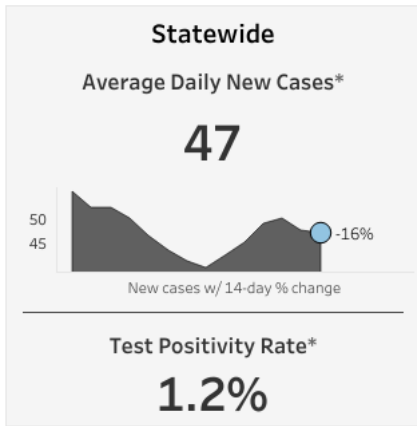 Statewide
Average Daily New Cases*
47
50
45
-16%
New cases w/ 14-day % change
Test Positivity Rate*
1.2%